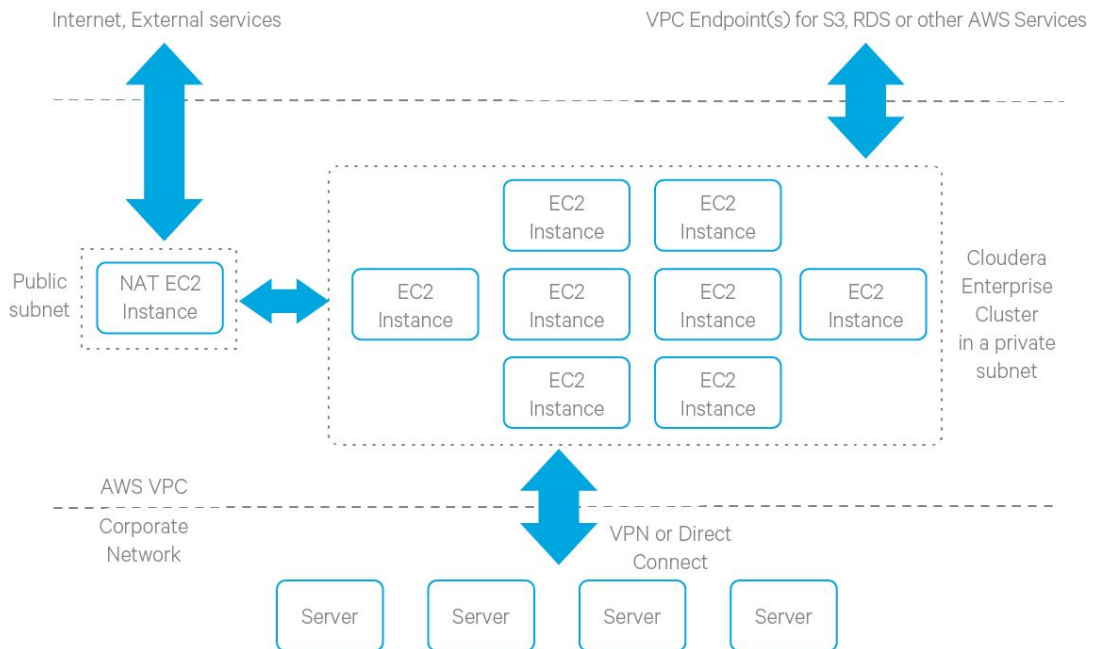 Internet, External services
VPC Endpoint(s) for S3, RDS or other AWS Services
EC2
Instance
EC2
Instance
Public
subnet
NAT EC2
Instance
EC2
Instance
EC2
Instance
EC2
Instance
EC2
Instance
Cloudera
Enterprise
Cluster
in a private
subnet
EC2
Instance
EC2
Instance
AWS VPC
Corporate
Network
VPN or Direct
Connect
Server
Server
Server
Server